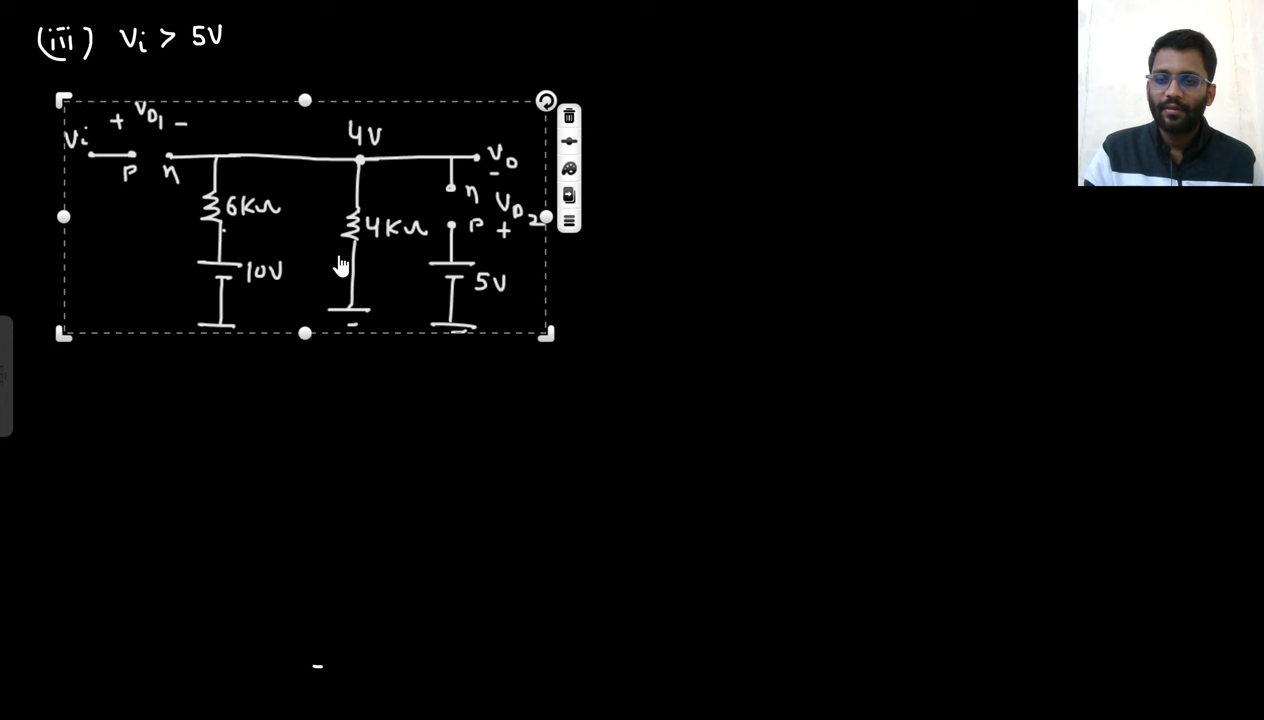 (iii) Vi > 5V
+ VD1 -
Vi
4V
Vo
P n
-
n VD2
6KΩ
4KΩ
P +
10V
5V
-